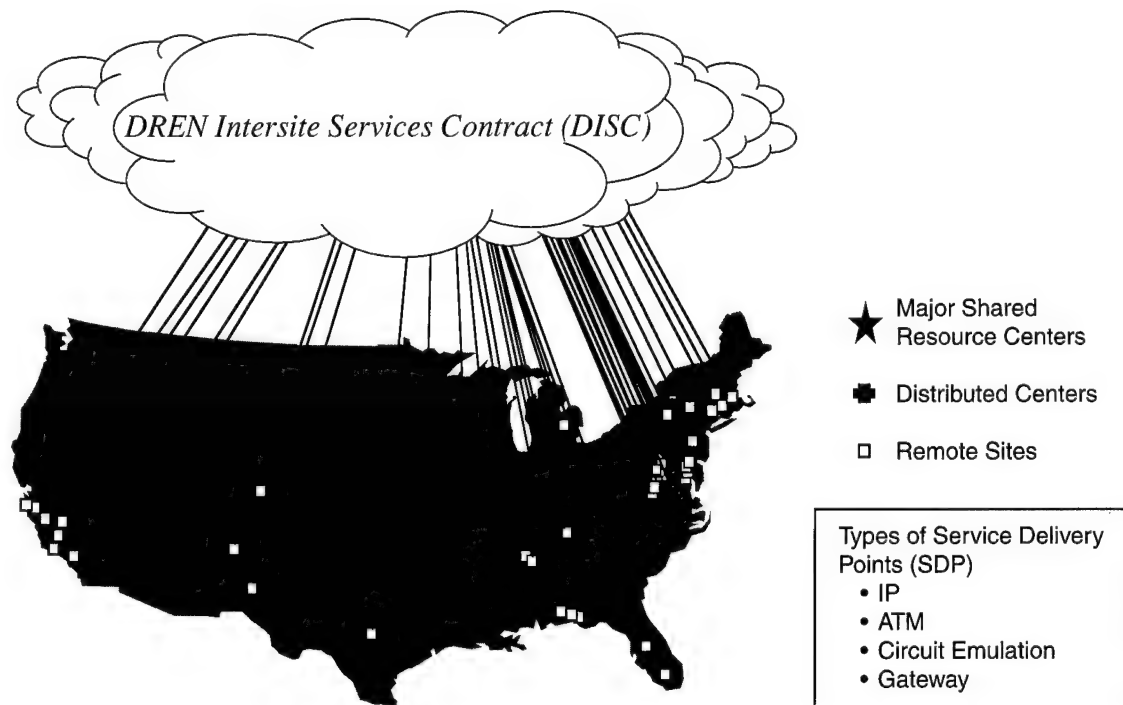 DREN Intersite Services Contract (DISC)
Major Shared
Resource Centers
Distributed Centers
Remote Sites
Types of Service Delivery
Points (SDP)
• IP
• ATM
• Circuit Emulation
• Gateway